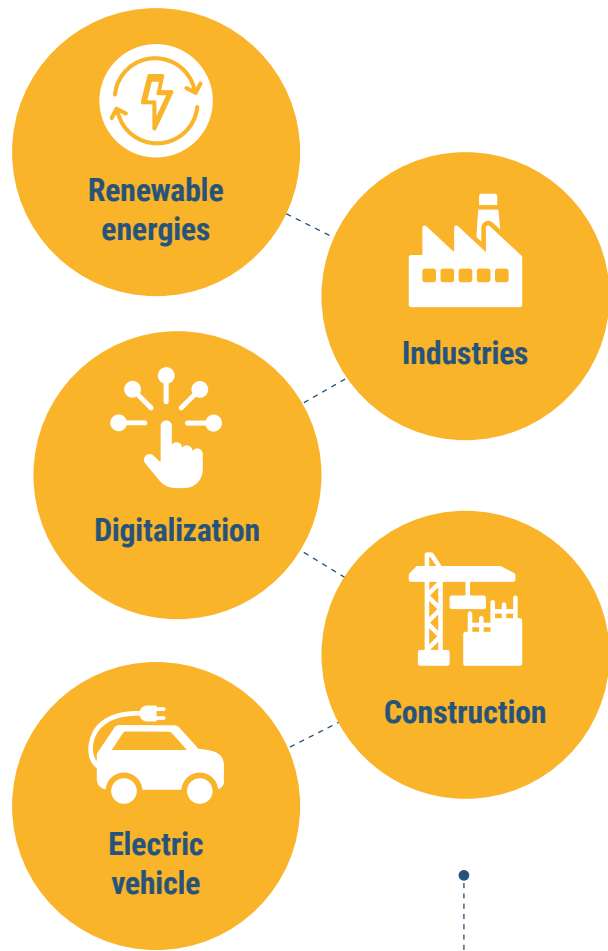 Renewable
energies
Industries
Digitalization
Construction
Electric
vehicle